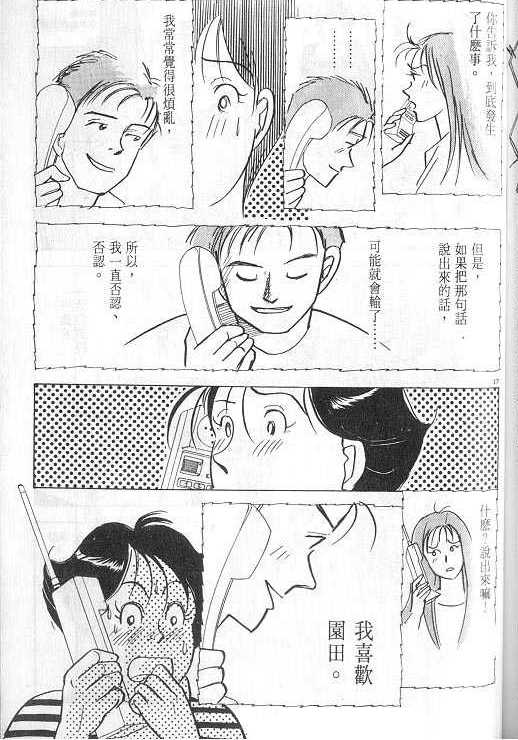 你告訴我，到底發生
了什麼事。
…………
我常常覺得很煩亂，
但是，
如果把那句話
說出來的話，
可能就會輸了……
所以，
我一直否認、
否認。
17
什麼？說出來嘛！
我喜歡
園田。